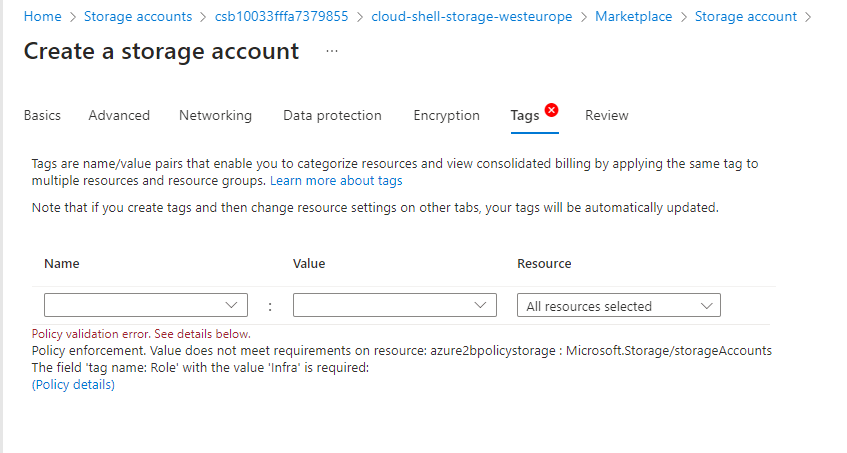 Home > Storage accounts > csb10033fffa7379855 > cloud-shell-storage-westeurope > Marketplace > Storage account >
Create a storage account ...
Basics Advanced Networking Data protection Encryption Tags Review
Tags are name/value pairs that enable you to categorize resources and view consolidated billing by applying the same tag to
multiple resources and resource groups. Learn more about tags
Note that if you create tags and then change resource settings on other tabs, your tags will be automatically updated.
Name Value Resource
: All resources selected
Policy validation error. See details below.
Policy enforcement. Value does not meet requirements on resource: azure2bpolicystorage : Microsoft.Storage/storageAccounts
The field 'tag name: Role' with the value 'Infra' is required:
(Policy details)